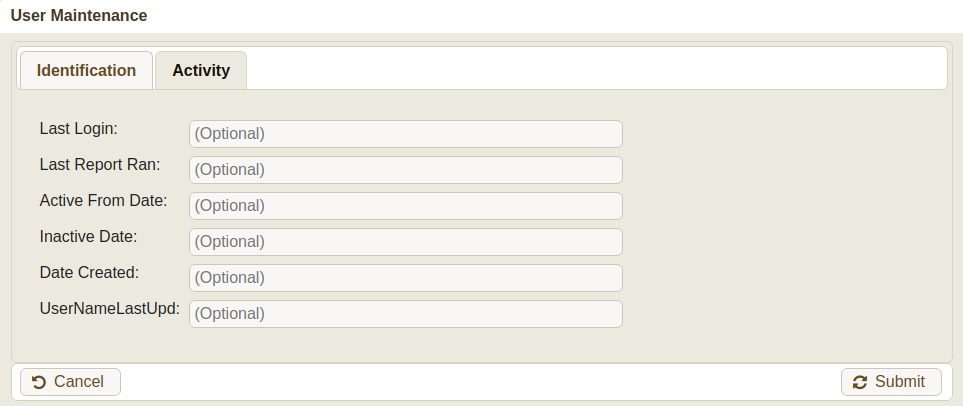 User Maintenance
Identification Activity
Last Login: (Optional)
Last Report Ran: (Optional)
Active From Date: (Optional)
Inactive Date: (Optional)
Date Created: (Optional)
UserNameLastUpd: (Optional)
Cancel Submit